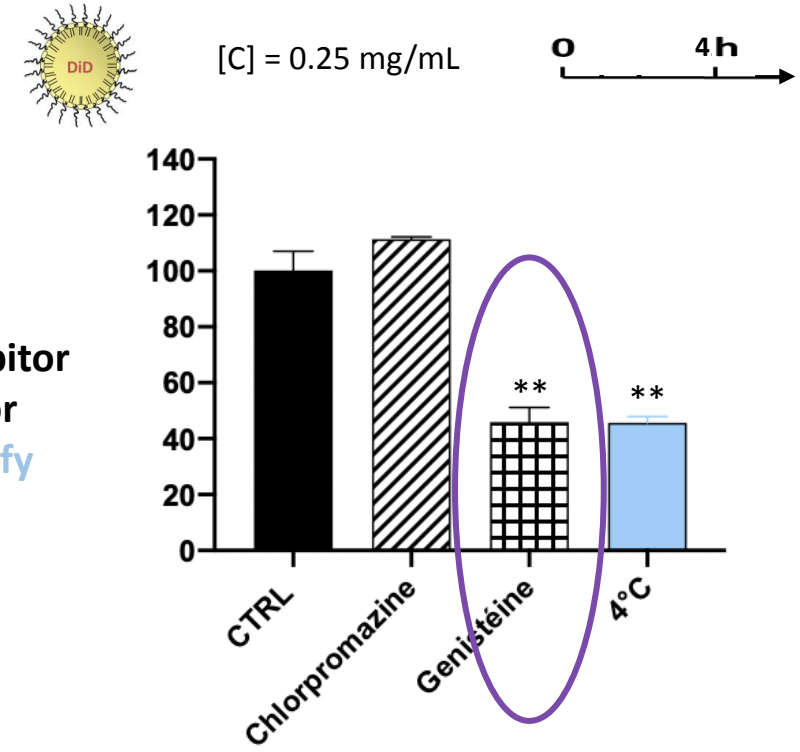 DiD
[C] = 0.25 mg/mL
0 4h
140
120
100
80
60
40
20
0
** **
CTRL
Chlorpromazine
Genistéine
4°C
bitor
or
fy